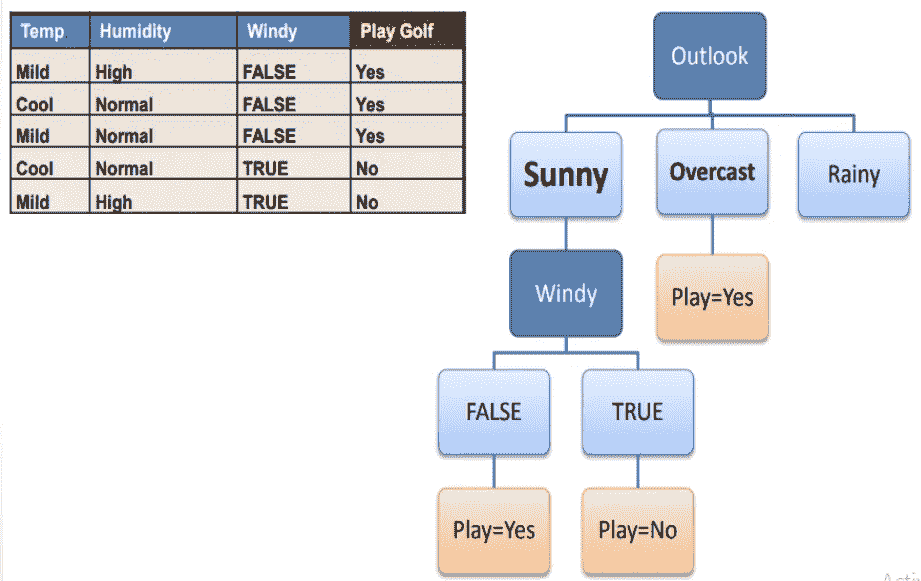 Temp Humidity Windy Play Golf
Mild High FALSE Yes
Cool Normal FALSE Yes
Mild Normal FALSE Yes
Cool Normal TRUE No
Mild High TRUE No
Outlook
Sunny Overcast Rainy
Windy Play=Yes
FALSE TRUE
Play=Yes Play=No